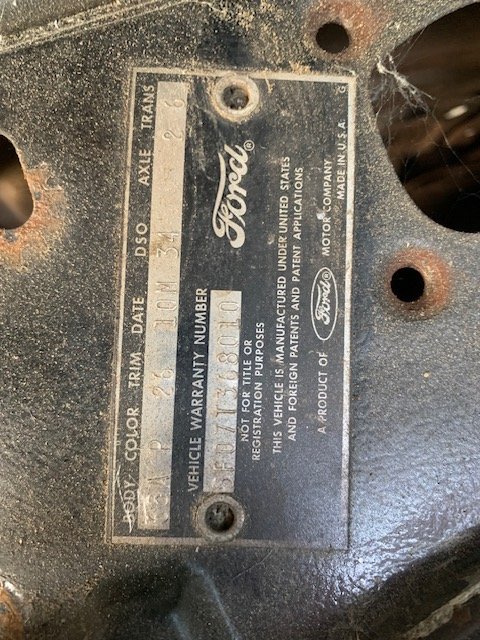 BODY COLOR TRIM DATE DSO AXLE TRANS
P 26 10M 34 2 6
VEHICLE WARRANTY NUMBER
Ford®
NOT FOR TITLE OR
REGISTRATION PURPOSES
THIS VEHICLE IS MANUFACTURED UNDER UNITED STATES
AND FOREIGN PATENTS AND PATENT APPLICATIONS
A PRODUCT OF Ford® MOTOR COMPANY
MADE IN U.S.A. G